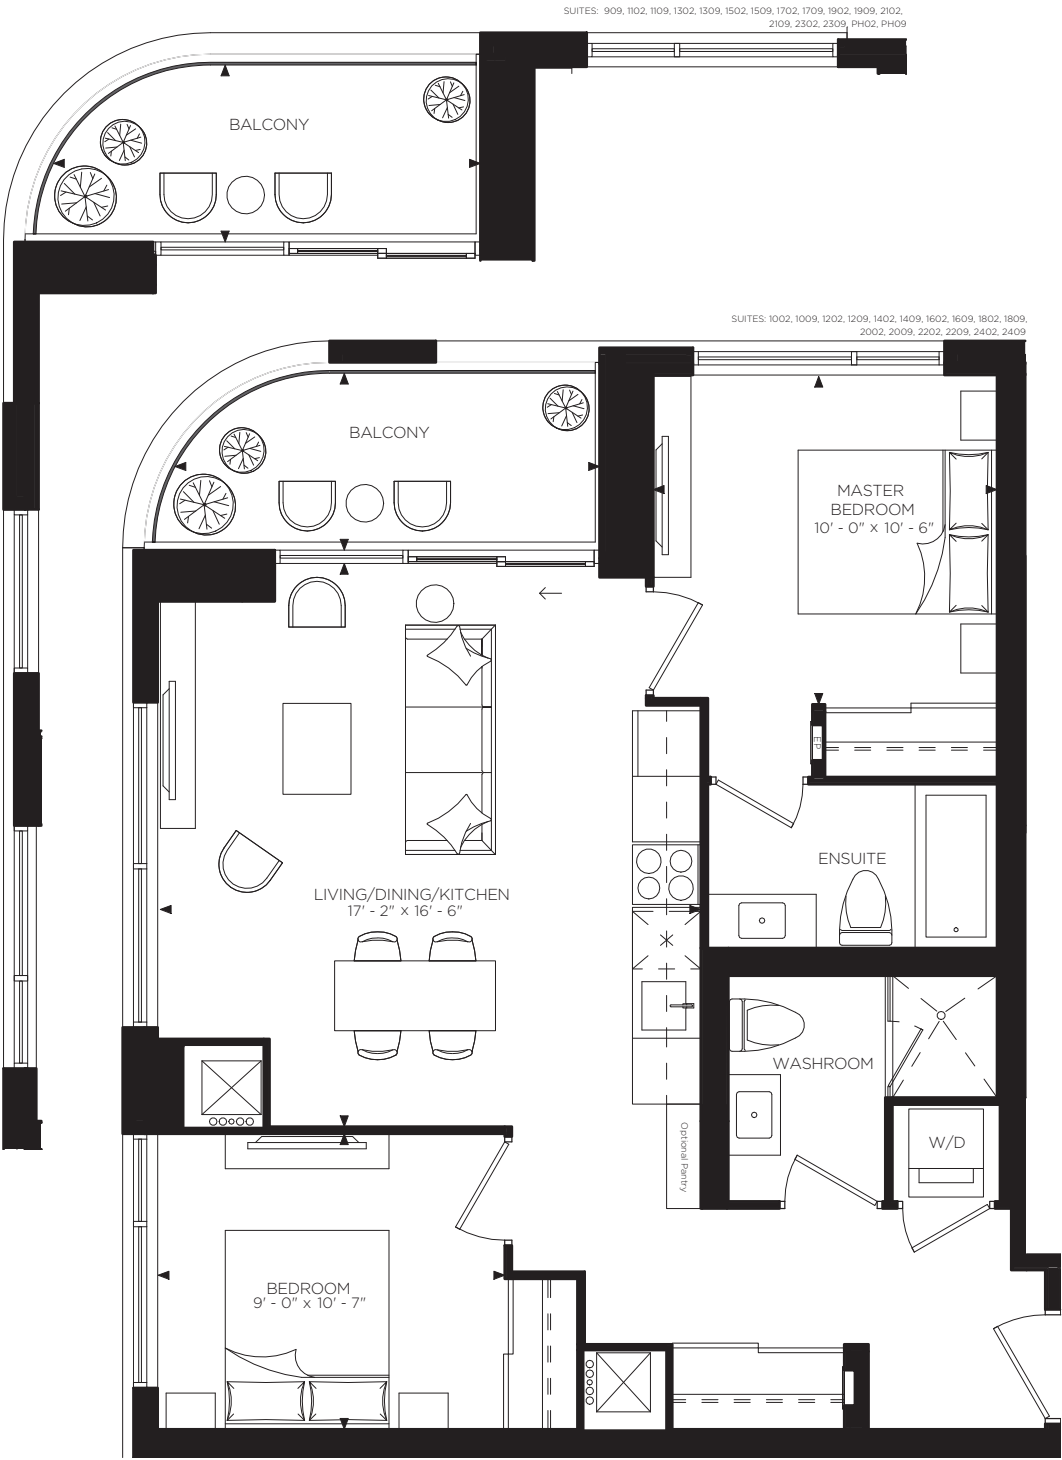 SUITES: 909, 1102, 1109, 1302, 1309, 1502, 1509, 1702, 1709, 1902, 1909, 2102,
2109, 2302, 2309, PH02, PH09
BALCONY
SUITES: 1002, 1009, 1202, 1209, 1402, 1409, 1602, 1609, 1802, 1809,
2002, 2009, 2202, 2209, 2402, 2409
BALCONY
MASTER
BEDROOM
10' - 0" x 10' - 6"
EP
ENSUITE
LIVING/DINING/KITCHEN
17' - 2" x 16' - 6"
WASHROOM
W/D
Optional Pantry
BEDROOM
9' - 0" x 10' - 7"